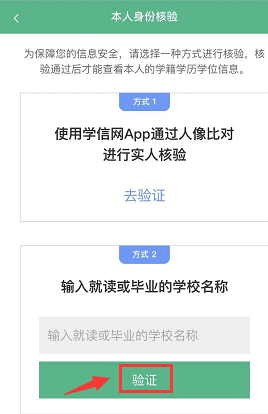 本人身份核验
为保障您的信息安全，请选择一种方式进行核验，核
验通过后才能查看本人的学籍学历学位信息。
方式 1
使用学信网App通过人像比对
进行实人核验
去验证
方式 2
输入就读或毕业的学校名称
输入就读或毕业的学校名称
验证